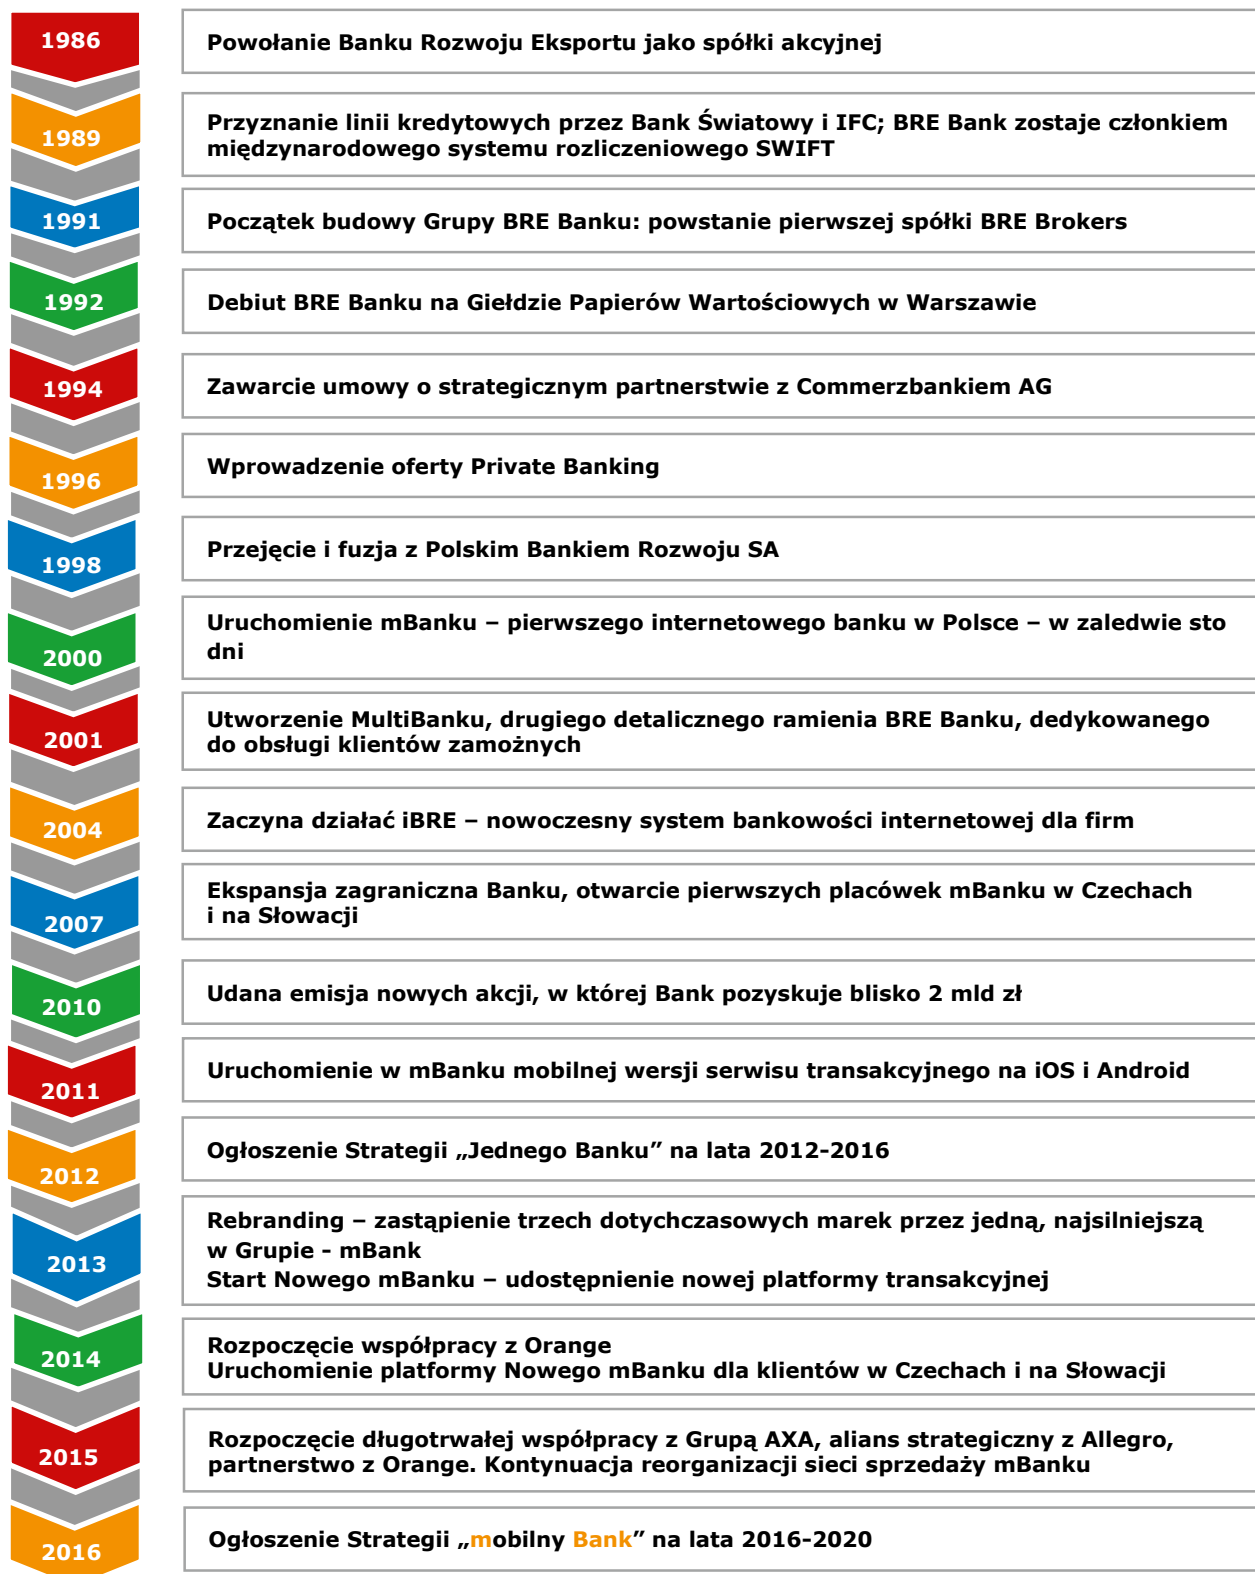 1986
Powołanie Banku Rozwoju Eksportu jako spółki akcyjnej
1989
Przyznanie linii kredytowych przez Bank Światowy i IFC; BRE Bank zostaje członkiem
międzynarodowego systemu rozliczeniowego SWIFT
1991
Początek budowy Grupy BRE Banku: powstanie pierwszej spółki BRE Brokers
1992
Debiut BRE Banku na Giełdzie Papierów Wartościowych w Warszawie
1994
Zawarcie umowy o strategicznym partnerstwie z Commerzbankiem AG
1996
Wprowadzenie oferty Private Banking
1998
Przejęcie i fuzja z Polskim Bankiem Rozwoju SA
2000
Uruchomienie mBanku – pierwszego internetowego banku w Polsce – w zaledwie sto
dni
2001
Utworzenie MultiBanku, drugiego detalicznego ramienia BRE Banku, dedykowanego
do obsługi klientów zamożnych
2004
Zaczyna działać iBRE – nowoczesny system bankowości internetowej dla firm
2007
Ekspansja zagraniczna Banku, otwarcie pierwszych placówek mBanku w Czechach
i na Słowacji
2010
Udana emisja nowych akcji, w której Bank pozyskuje blisko 2 mld zł
2011
Uruchomienie w mBanku mobilnej wersji serwisu transakcyjnego na iOS i Android
2012
Ogłoszenie Strategii „Jednego Banku” na lata 2012-2016
2013
Rebranding – zastąpienie trzech dotychczasowych marek przez jedną, najsilniejszą
w Grupie - mBank
Start Nowego mBanku – udostępnienie nowej platformy transakcyjnej
2014
Rozpoczęcie współpracy z Orange
Uruchomienie platformy Nowego mBanku dla klientów w Czechach i na Słowacji
2015
Rozpoczęcie długotrwałej współpracy z Grupą AXA, alians strategiczny z Allegro,
partnerstwo z Orange. Kontynuacja reorganizacji sieci sprzedaży mBanku
2016
Ogłoszenie Strategii „mobilny Bank” na lata 2016-2020